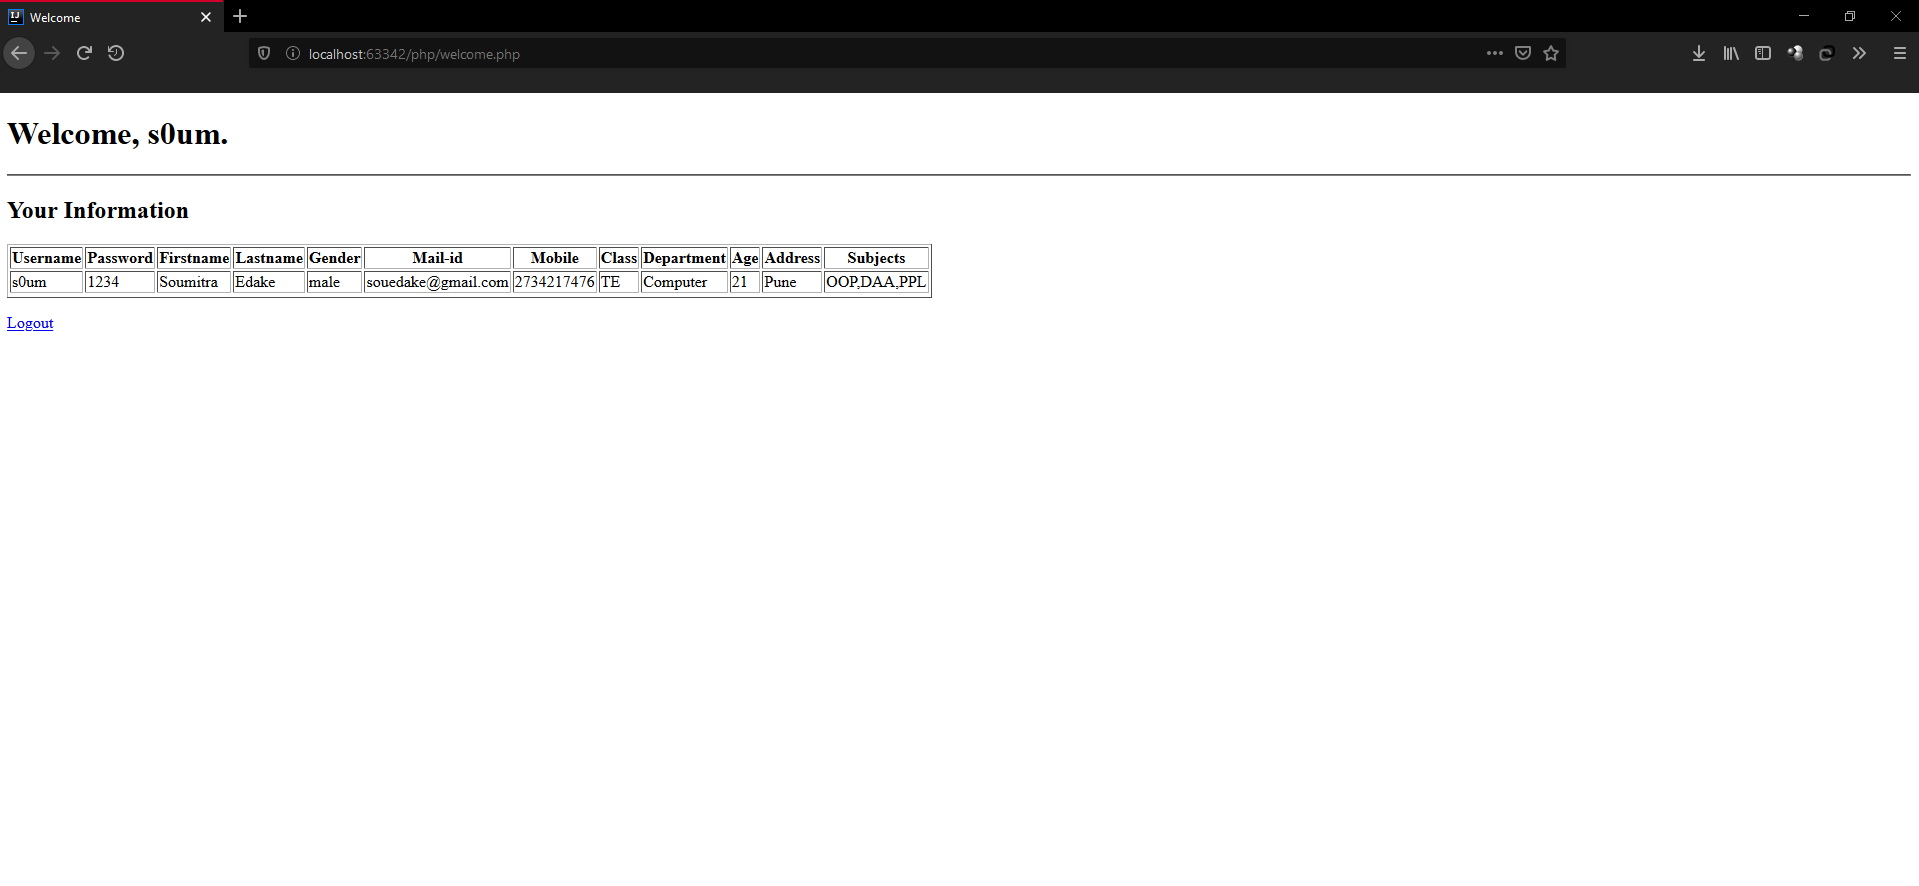 Welcome
localhost:63342/php/welcome.php
Welcome, s0um.
Your Information
Username Password Firstname Lastname Gender Mail-id Mobile Class Department Age Address Subjects
s0um 1234 Soumitra Edake male souedake@gmail.com 2734217476 TE Computer 21 Pune OOP,DAA,PPL
Logout